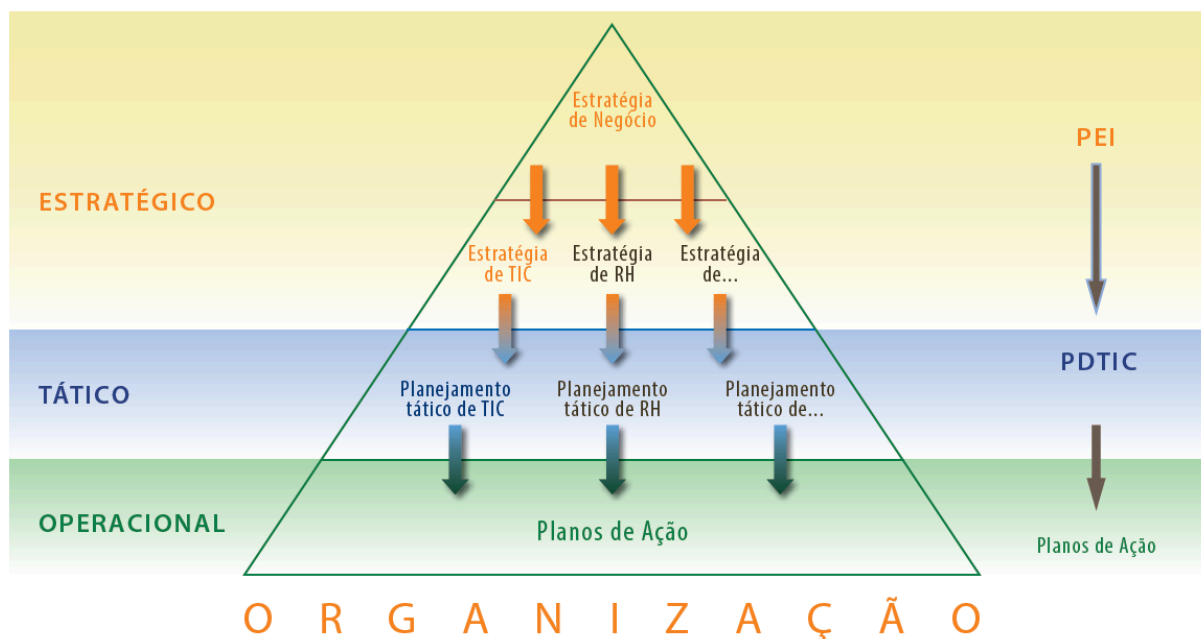 Estratégia
de Negócio
PEI
ESTRATÉGICO
Estratégia
de TIC
Estratégia
de RH
Estratégia
de...
TÁTICO
PDTIC
Planejamento
tático de TIC
Planejamento
tático de RH
Planejamento
tático de...
OPERACIONAL
Planos de Ação
Planos de Ação
ORGANIZAÇÃO